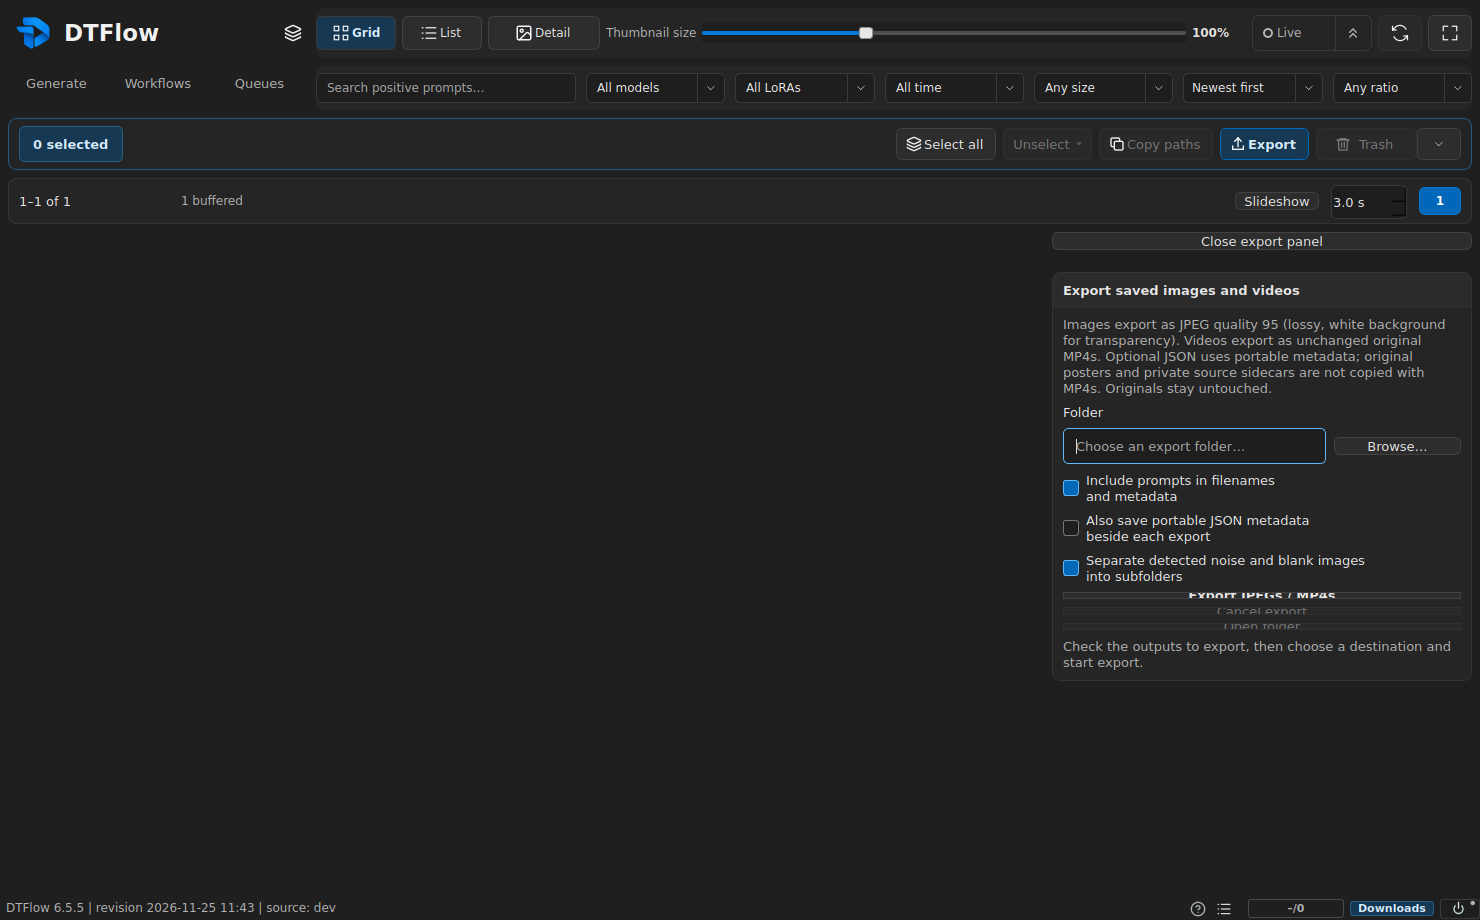 DTFlow
Grid
List
Detail
Thumbnail size
100%
Live
Generate
Workflows
Queues
Search positive prompts...
All models
All LoRAs
All time
Any size
Newest first
Any ratio
0 selected
Select all
Unselect
Copy paths
Export
Trash
1–1 of 1
1 buffered
Slideshow
3.0 s
1
Close export panel
Export saved images and videos
Images export as JPEG quality 95 (lossy, white background
for transparency). Videos export as unchanged original
MP4s. Optional JSON uses portable metadata; original
posters and private source sidecars are not copied with
MP4s. Originals stay untouched.
Folder
Choose an export folder...
Browse...
Include prompts in filenames
and metadata
Also save portable JSON metadata
beside each export
Separate detected noise and blank images
into subfolders
Export JPEGs / MP4s
Cancel export
Open folder
Check the outputs to export, then choose a destination and
start export.
DTFlow 6.5.5 | revision 2026-11-25 11:43 | source: dev
–/0
Downloads